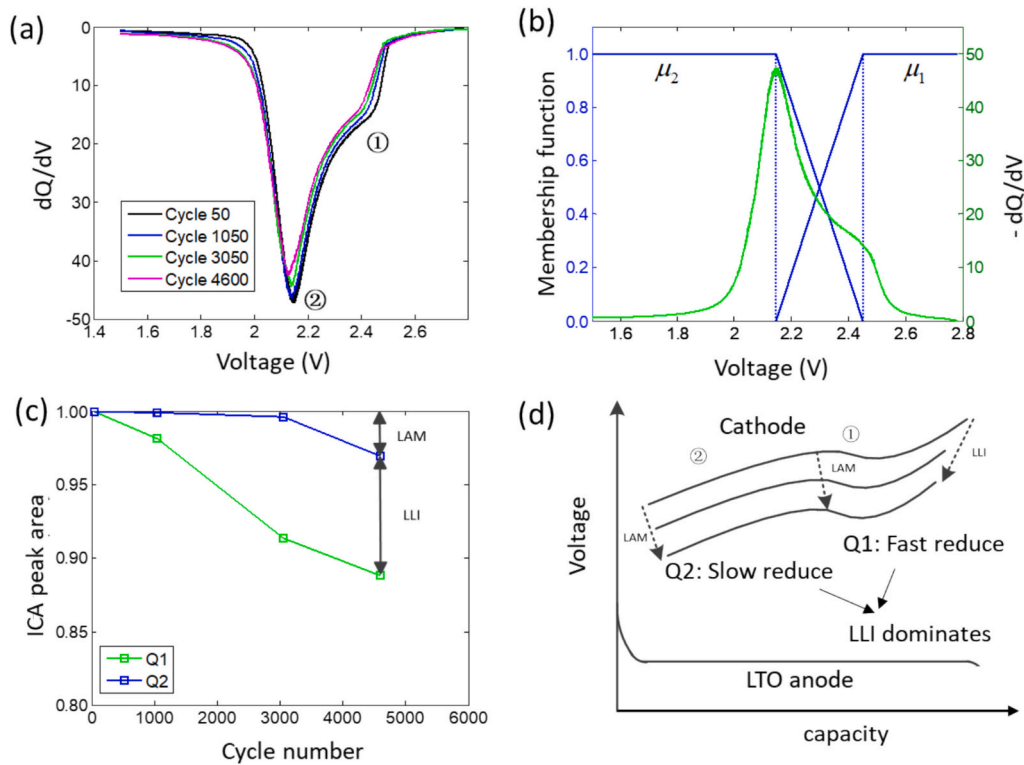 (a)
0
10
20
30
40
-50
1.4 1.6 1.8 2 2.2 2.4 2.6
dQ/dV
Voltage (V)
①
②
Cycle 50
Cycle 1050
Cycle 3050
Cycle 4600
(b)
1.0
0.8
0.6
0.4
0.2
0.0
Membership function
μ2
μ1
50
40
30
20
10
0
- dQ/dV
1.6 1.8 2.0 2.2 2.4 2.6 2.8
Voltage (V)
(c)
1.00
0.95
0.90
0.85
0.80
ICA peak area
LAM
LLI
Q1
Q2
0 1000 2000 3000 4000 5000 6000
Cycle number
(d)
Voltage
Cathode
①
②
LAM
LLI
LAM
Q1: Fast reduce
Q2: Slow reduce
LLI dominates
LTO anode
capacity